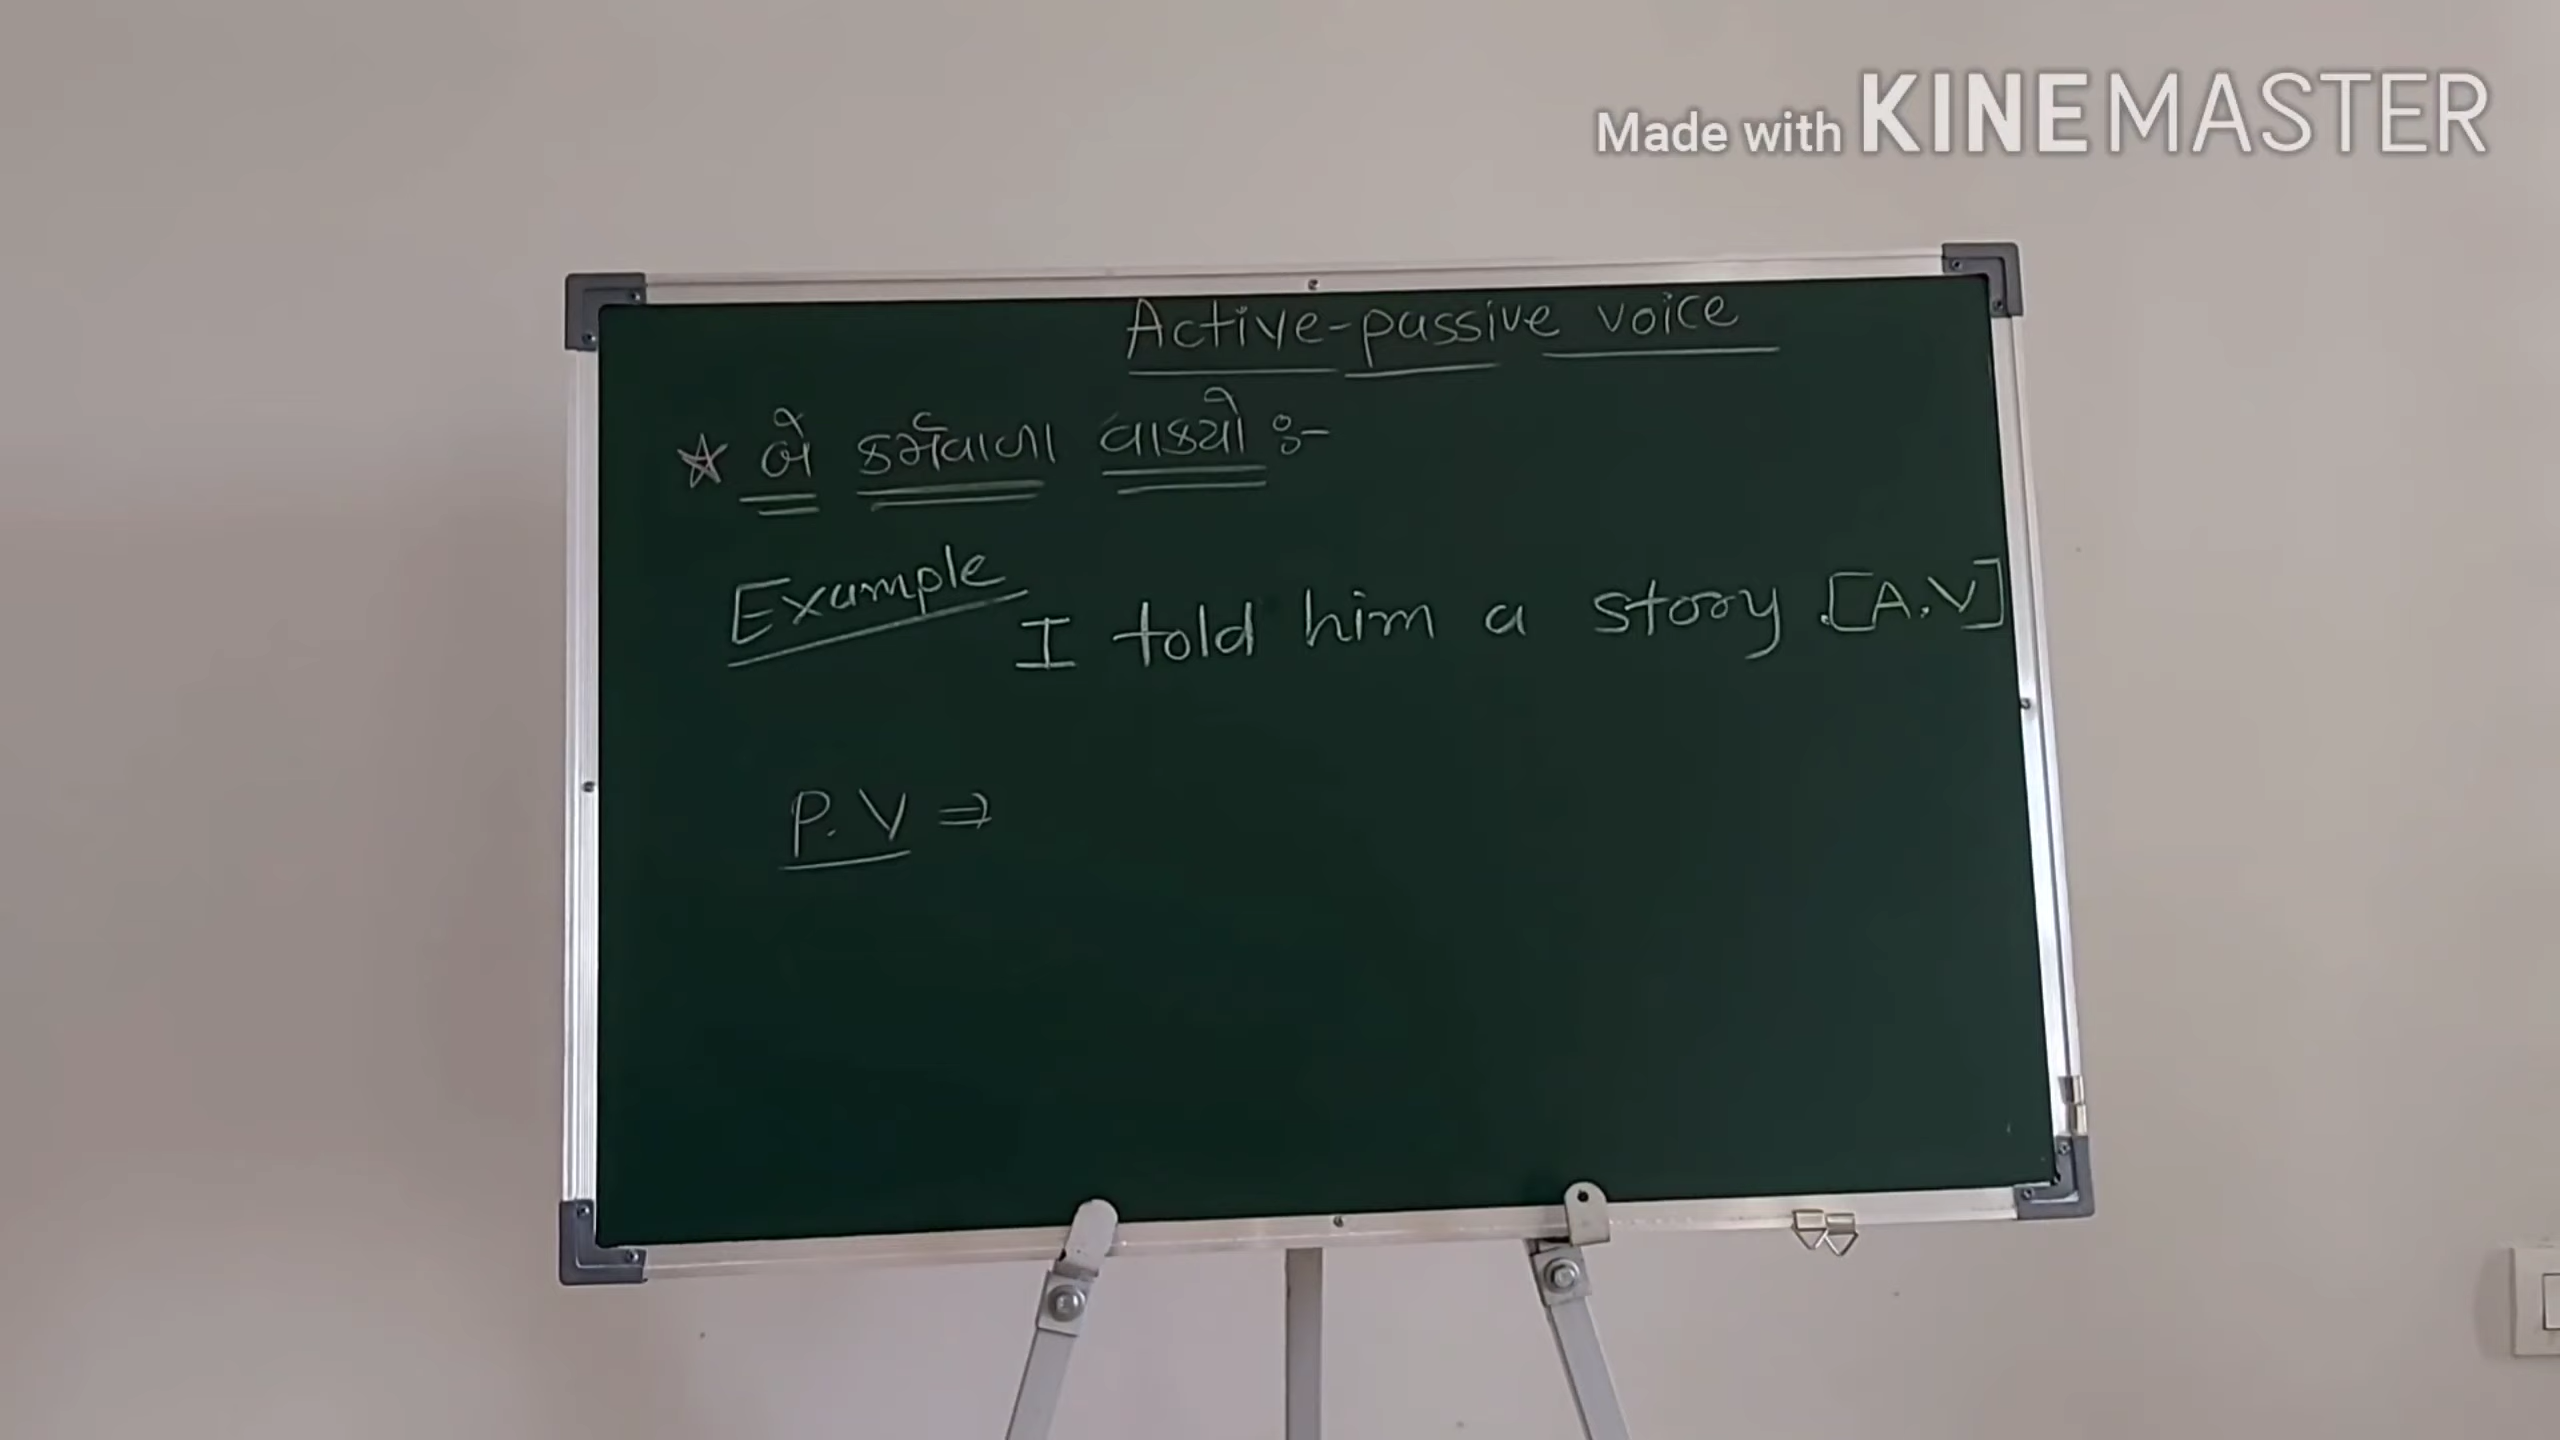 Made with KINEMASTER
Active-passive voice
☆ બે કર્મવાળા વાક્યો :-
Example
I told him a story. [A.V]
P.V ⇒